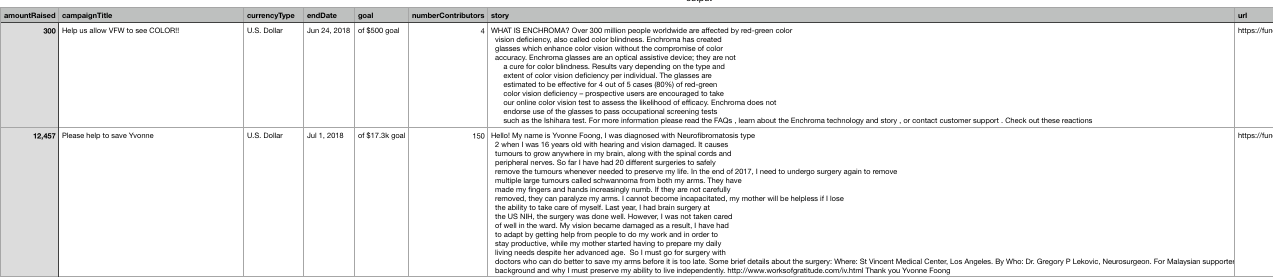 amountRaised campaignTitle currencyType endDate goal numberContributors story url
300 Help us allow VFW to see COLOR!! U.S. Dollar Jun 24, 2018 of $500 goal 4 WHAT IS ENCHROMA? Over 300 million people worldwide are affected by red-green color https://fun
vision deficiency, also called color blindness. Enchroma has created
glasses which enhance color vision without the compromise of color
accuracy. Enchroma glasses are an optical assistive device; they are not
a cure for color blindness. Results vary depending on the type and
extent of color vision deficiency per individual. The glasses are
estimated to be effective for 4 out of 5 cases (80%) of red-green
color vision deficiency – prospective users are encouraged to take
our online color vision test to assess the likelihood of efficacy. Enchroma does not
endorse use of the glasses to pass occupational screening tests
such as the Ishihara test. For more information please read the FAQs , learn about the Enchroma technology and story , or contact customer support . Check out these reactions
12,457 Please help to save Yvonne U.S. Dollar Jul 1, 2018 of $17.3k goal 150 Hello! My name is Yvonne Foong, I was diagnosed with Neurofibromatosis type https://fun
2 when I was 16 years old with hearing and vision damaged. It causes
tumours to grow anywhere in my brain, along with the spinal cords and
peripheral nerves. So far I have had 20 different surgeries to safely
remove the tumours whenever needed to preserve my life. In the end of 2017, I need to undergo surgery again to remove
multiple large tumours called schwannoma from both my arms. They have
made my fingers and hands increasingly numb. If they are not carefully
removed, they can paralyze my arms. I cannot become incapacitated, my mother will be helpless if I lose
the ability to take care of myself. Last year, I had brain surgery at
the US NIH, the surgery was done well. However, I was not taken cared
of well in the ward. My vision became damaged as a result, I have had
to adapt by getting help from people to do my work and in order to
stay productive, while my mother started having to prepare my daily
living needs despite her advanced age. So I must go for surgery with
doctors who can do better to save my arms before it is too late. Some brief details about the surgery: Where: St Vincent Medical Center, Los Angeles. By Who: Dr. Gregory P Lekovic, Neurosurgeon. For Malaysian supporter
background and why I must preserve my ability to live independently. http://www.worksofgratitude.com/iv.html Thank you Yvonne Foong